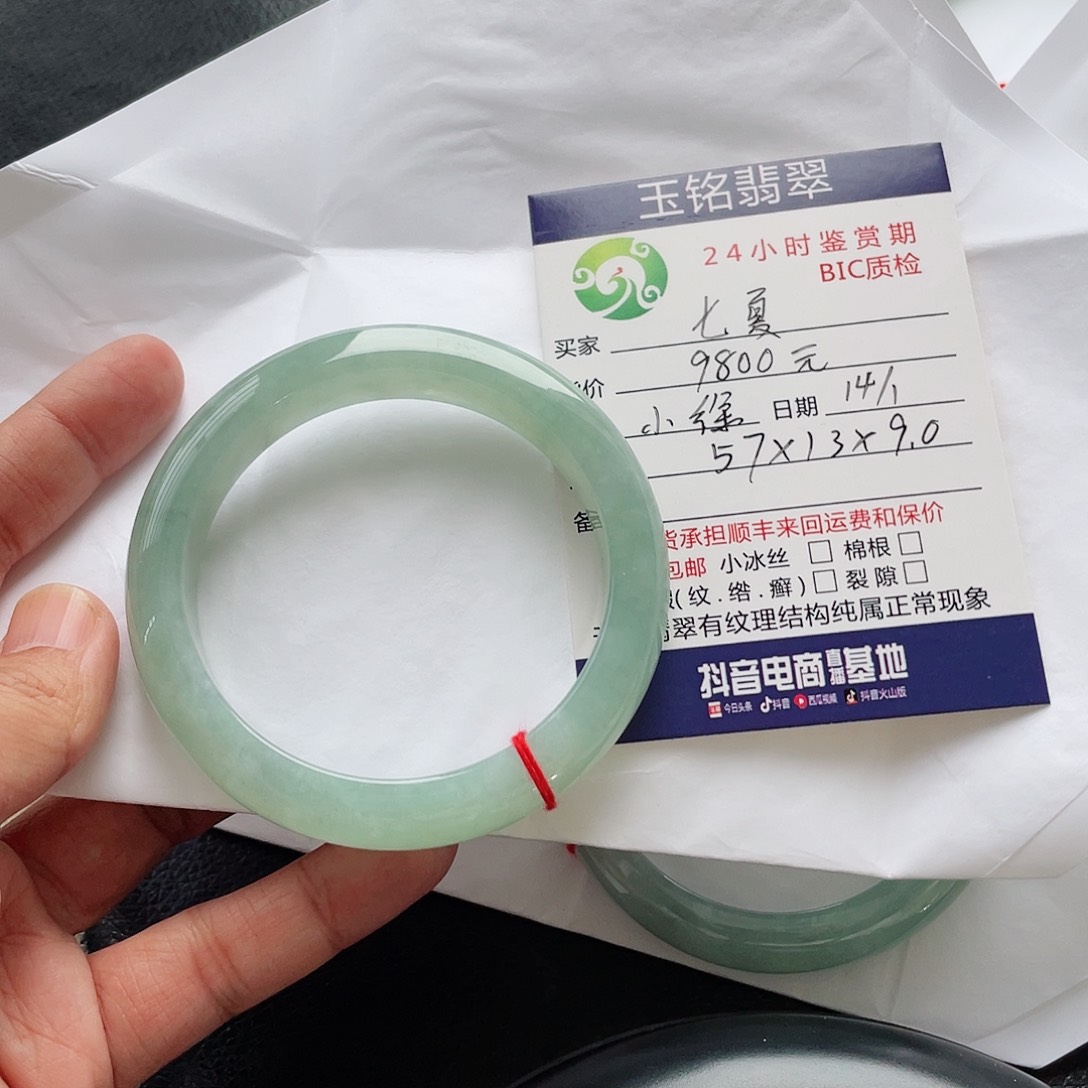 玉铭翡翠
24小时鉴赏期
BIC质检
买家 七夏
价 9800元
小绿 日期 14/1
57×13×9.0
备
货承担顺丰来回运费和保价
包邮 小冰丝 □ 棉根 □
(纹.绺.癣) □ 裂隙 □
翡翠有纹理结构纯属正常现象
抖音电商直播基地
今日头条 抖音 西瓜视频 抖音火山版